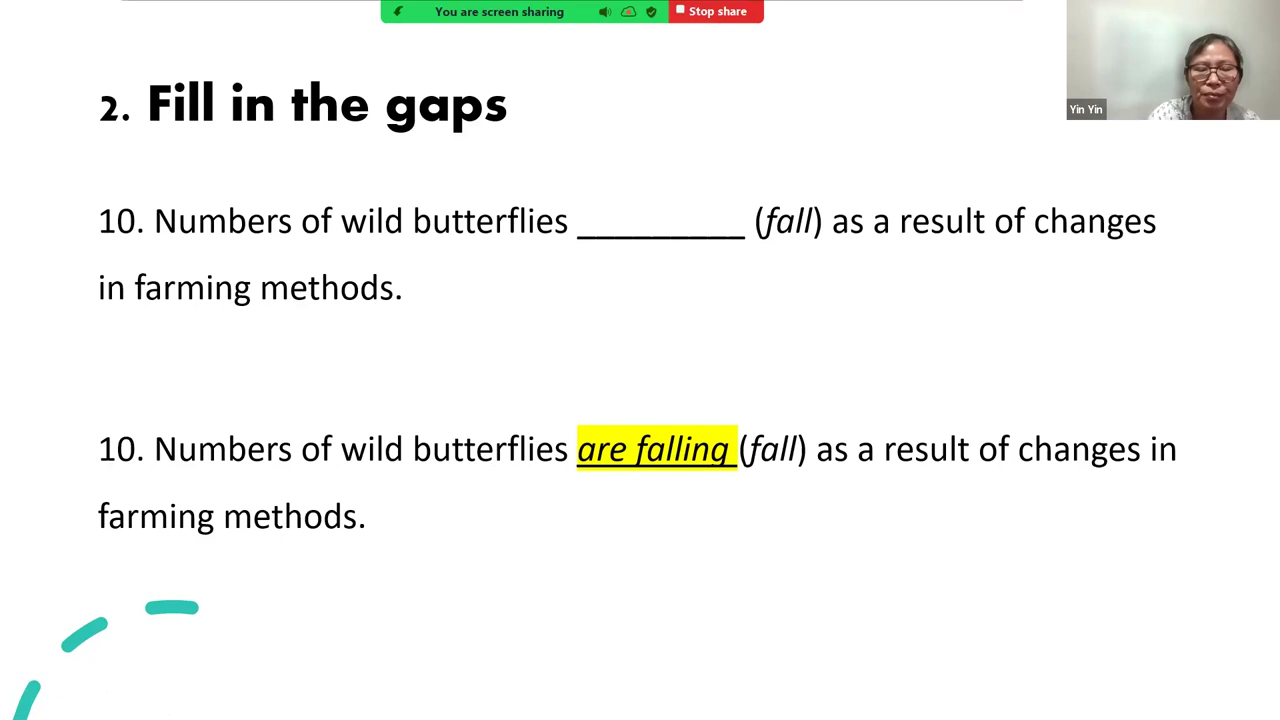 You are screen sharing
Stop share
Yin Yin
2. Fill in the gaps
10. Numbers of wild butterflies _________ (fall) as a result of changes
in farming methods.
10. Numbers of wild butterflies are falling (fall) as a result of changes in
farming methods.